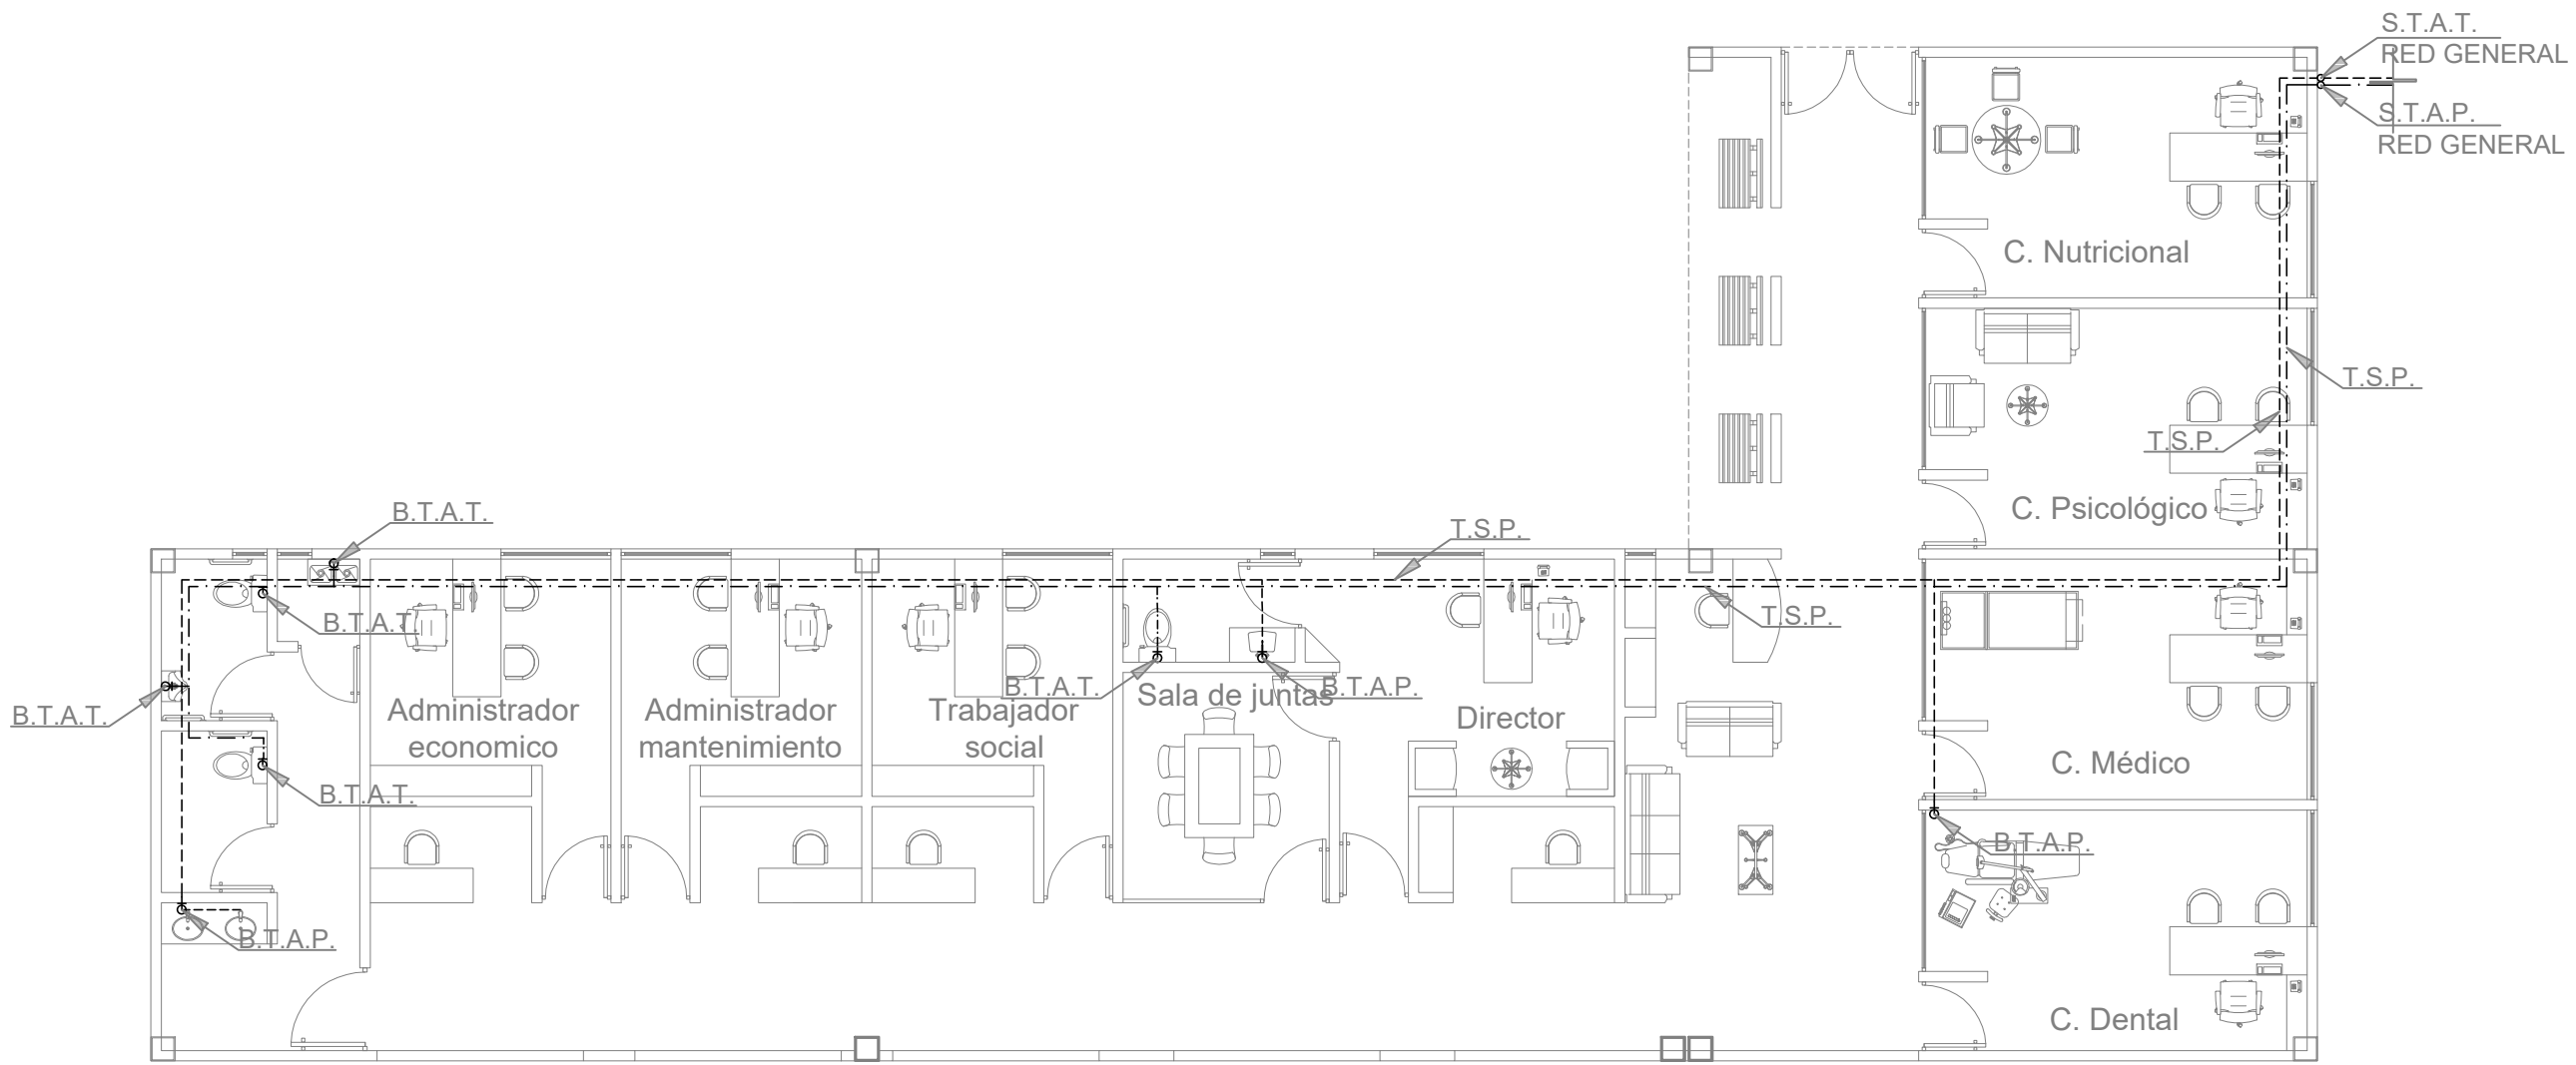 S.T.A.T.
RED GENERAL
S.T.A.P.
RED GENERAL
C. Nutricional
T.S.P.
T.S.P.
C. Psicológico
B.T.A.T.
T.S.P.
B.T.A.T.
T.S.P.
B.T.A.T.
B.T.A.T.
B.T.A.P.
Sala de juntas
Administrador
economico
Administrador
mantenimiento
Trabajador
social
Director
C. Médico
B.T.A.T.
B.T.A.P.
B.T.A.P.
C. Dental